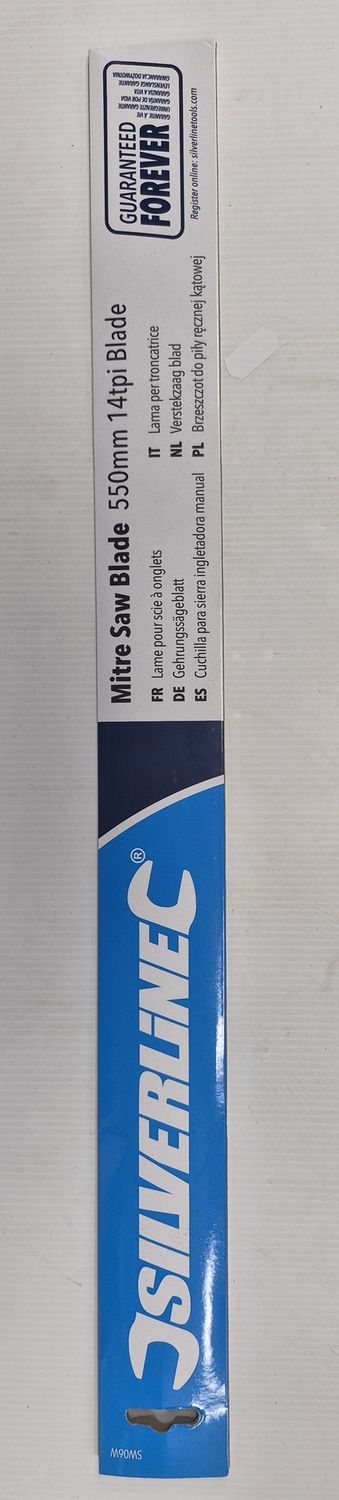 SW06W
SILVERLINE®
Mitre Saw Blade 550mm 14tpi Blade
FR Lame pour scie à onglets
DE Gehrungssägeblatt
ES Cuchilla para sierra ingletadora manual
IT Lama per troncatrice
NL Verstekzaag blad
PL Brzeszczot do piły ręcznej kątowej
GUARANTEED
FOREVER
GARANTIE À VIE
UNBEGRENZTE GARANTIE
GARANTÍA DE POR VIDA
GARANZIA A VITA
LEVENSLANGE GARANTIE
GWARANCJA DOŻYWOTNIA
Register online: silverlinetools.com